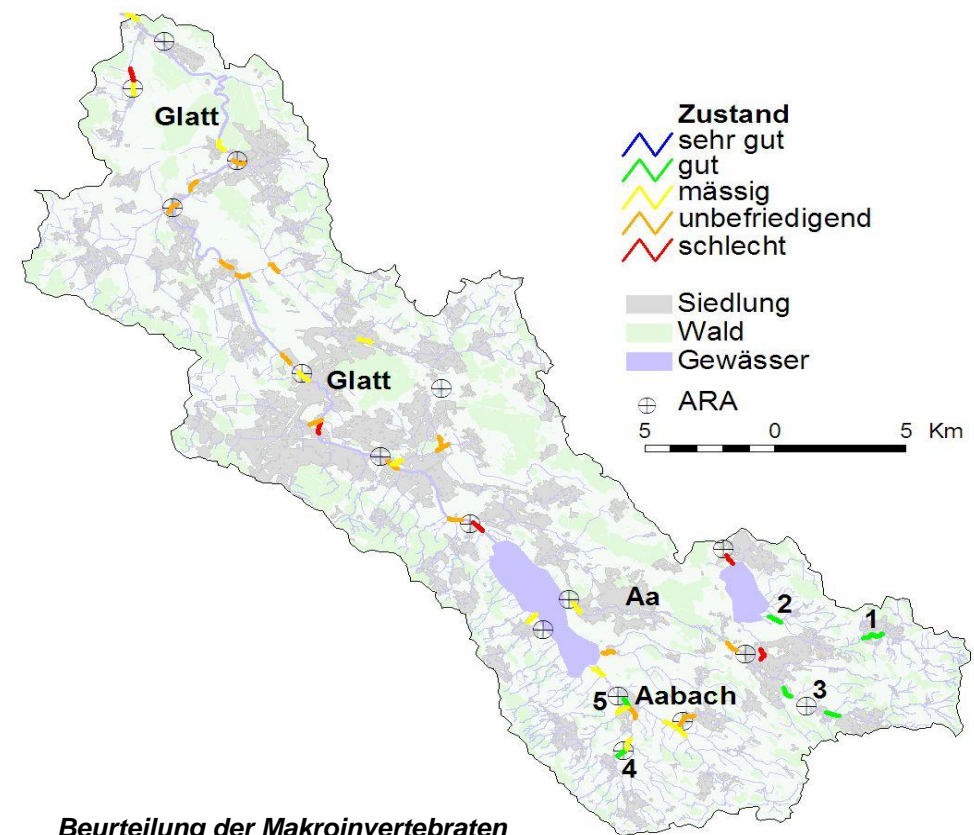 Glatt
Zustand
sehr gut
gut
mässig
unbefriedigend
schlecht
Siedlung
Wald
Gewässer
ARA
5 0 5 Km
Glatt
Aa
2
1
3
5
Aabach
4
Beurteilung der Makroinvertebraten